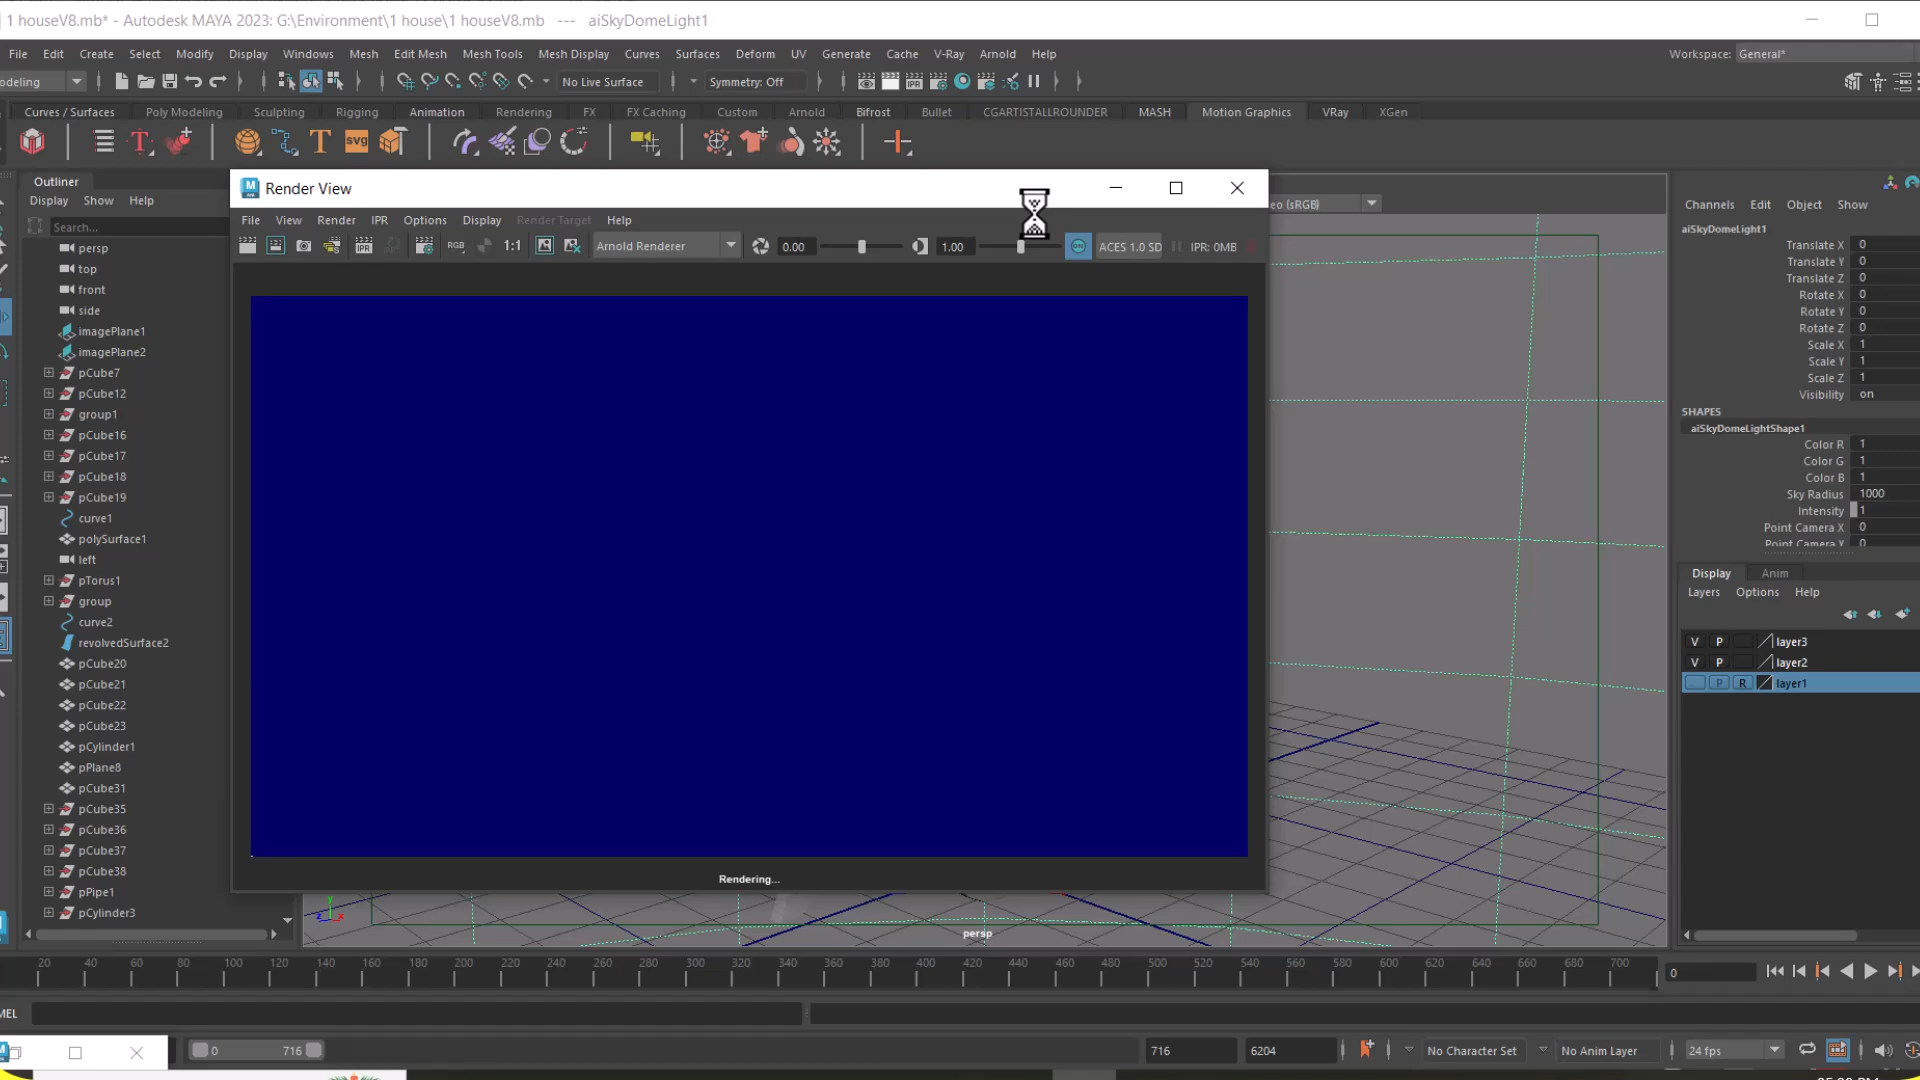 1 houseV8.mb* - Autodesk MAYA 2023: G:\Environment\1 house\1 houseV8.mb --- aiSkyDomeLight1
File Edit Create Select Modify Display Windows Mesh Edit Mesh Mesh Tools Mesh Display Curves Surfaces Deform UV Generate Cache V-Ray Arnold Help Workspace: General*
odeling No Live Surface Symmetry: Off IPR
Curves / Surfaces Poly Modeling Sculpting Rigging Animation Rendering FX FX Caching Custom Arnold Bifrost Bullet CGARTISTALLROUNDER MASH Motion Graphics VRay XGen
T T SVG
Outliner
Display Show Help
Search...
persp
top
front
side
imagePlane1
imagePlane2
pCube7
pCube12
group1
pCube16
pCube17
pCube18
pCube19
curve1
polySurface1
left
pTorus1
group
curve2
revolvedSurface2
pCube20
pCube21
pCube22
pCube23
pCylinder1
pPlane8
pCube31
pCube35
pCube36
pCube37
pCube38
pPipe1
pCylinder3
M Render View
File View Render IPR Options Display Render Target Help
IPR RGB 1:1 Arnold Renderer 0.00 1.00 ON ACES 1.0 SD IPR: 0MB
Rendering...
eo (sRGB)
y z x
persp
Channels Edit Object Show
aiSkyDomeLight1
Translate X 0
Translate Y 0
Translate Z 0
Rotate X 0
Rotate Y 0
Rotate Z 0
Scale X 1
Scale Y 1
Scale Z 1
Visibility on
SHAPES
aiSkyDomeLightShape1
Color R 1
Color G 1
Color B 1
Sky Radius 1000
Intensity 1
Point Camera X 0
Point Camera Y 0
Display Anim
Layers Options Help
V P layer3
V P layer2
P R layer1
20 40 60 80 100 120 140 160 180 200 220 240 260 280 300 320 340 360 380 400 420 440 460 480 500 520 540 560 580 600 620 640 660 680 700 0
MEL
0 716 716 6204 No Character Set No Anim Layer 24 fps